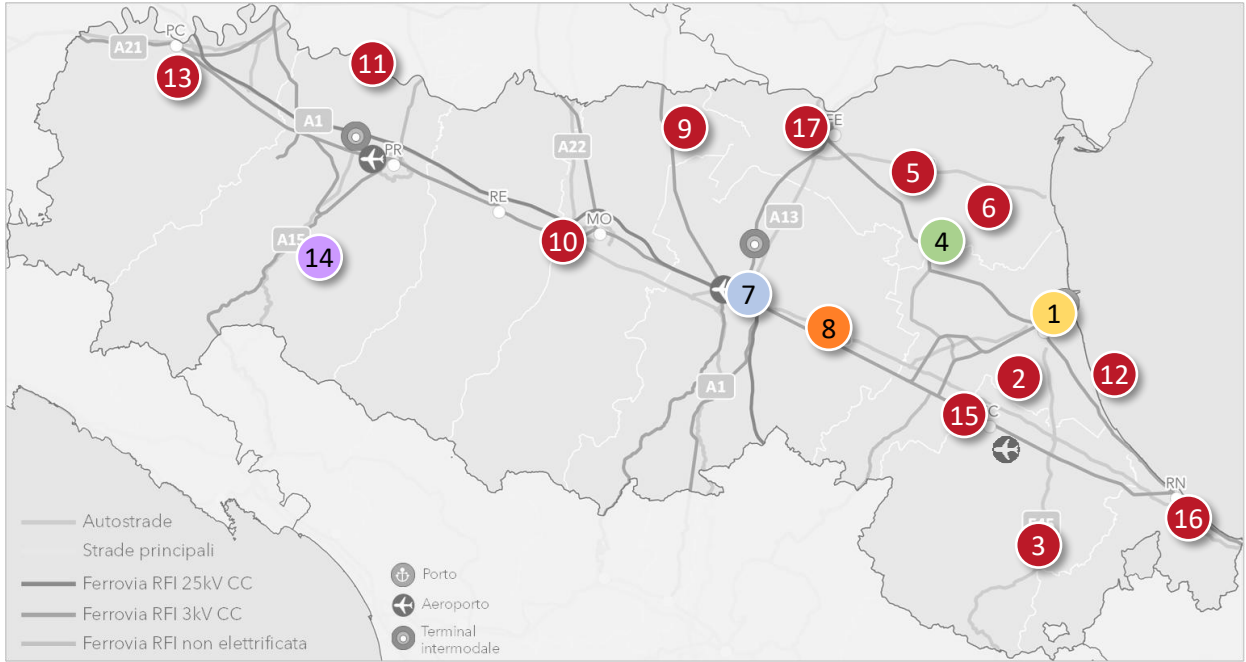 PC
A21
13
11
A1
9
17
FE
A22
PR
5
RE
6
A13
MO
10
4
A15
14
7
1
8
A1
2
12
15
C
RN
16
E45
3
Autostrade
Strade principali
Ferrovia RFI 25kV CC
Ferrovia RFI 3kV CC
Ferrovia RFI non elettrificata
Porto
Aeroporto
Terminal
intermodale